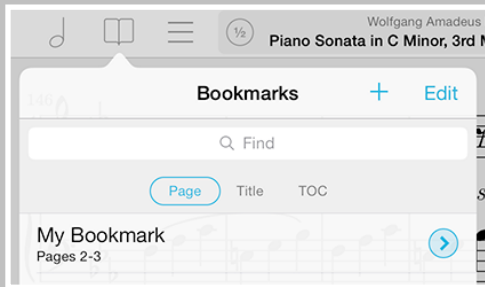 ½
Wolfgang Amadeus
Piano Sonata in C Minor, 3rd
146
Bookmarks + Edit
Find
Page Title TOC
My Bookmark
Pages 2-3